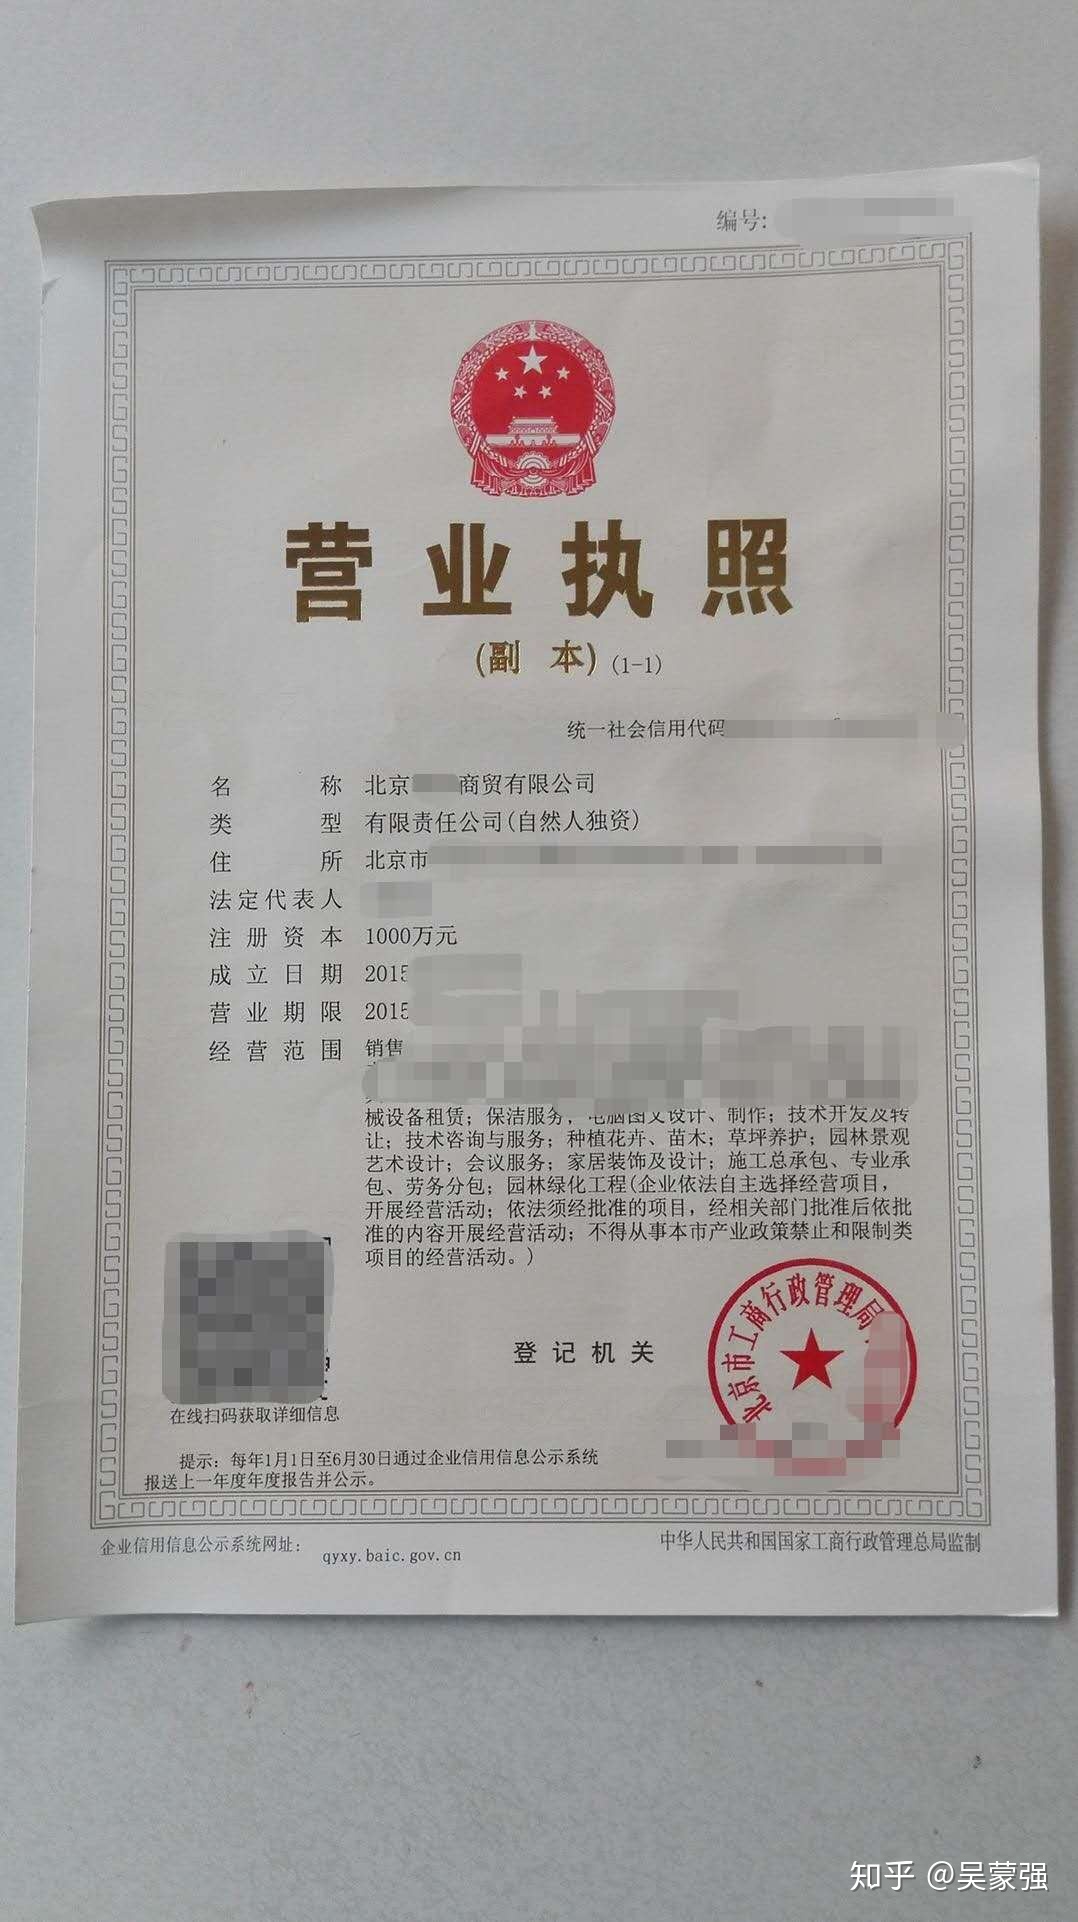 编号:
营业执照
(副 本) (1-1)
统一社会信用代码
名 称 北京 商贸有限公司
类 型 有限责任公司(自然人独资)
住 所 北京市
法定代表人
注册资本 1000万元
成立日期 2015
营业期限 2015
经营范围 销售
械设备租赁；保洁服务；电脑图文设计、制作；技术开发及转
让；技术咨询与服务；种植花卉、苗木；草坪养护；园林景观
艺术设计；会议服务；家居装饰及设计；施工总承包、专业承
包、劳务分包；园林绿化工程(企业依法自主选择经营项目，
开展经营活动；依法须经批准的项目，经相关部门批准后依批
准的内容开展经营活动；不得从事本市产业政策禁止和限制类
项目的经营活动。)
在线扫码获取详细信息
登记机关
北京市工商行政管理局
提示：每年1月1日至6月30日通过企业信用信息公示系统
报送上一年度年度报告并公示。
企业信用信息公示系统网址： qyxy.baic.gov.cn
中华人民共和国国家工商行政管理总局监制
知乎 @吴蒙强